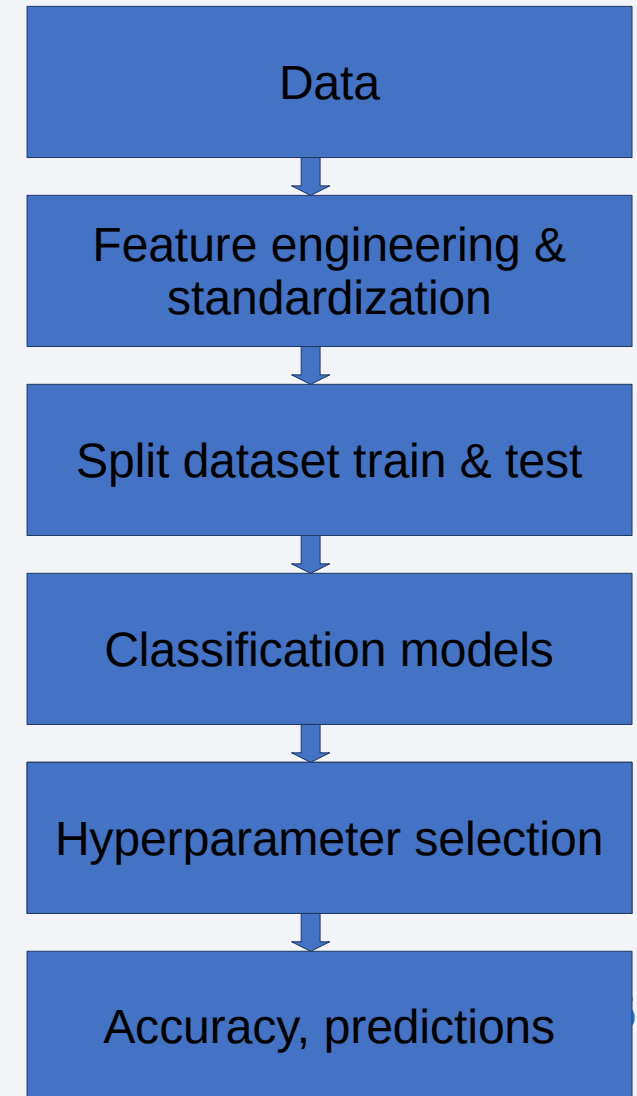 Data
Feature engineering &
standardization
Split dataset train & test
Classification models
Hyperparameter selection
Accuracy, predictions